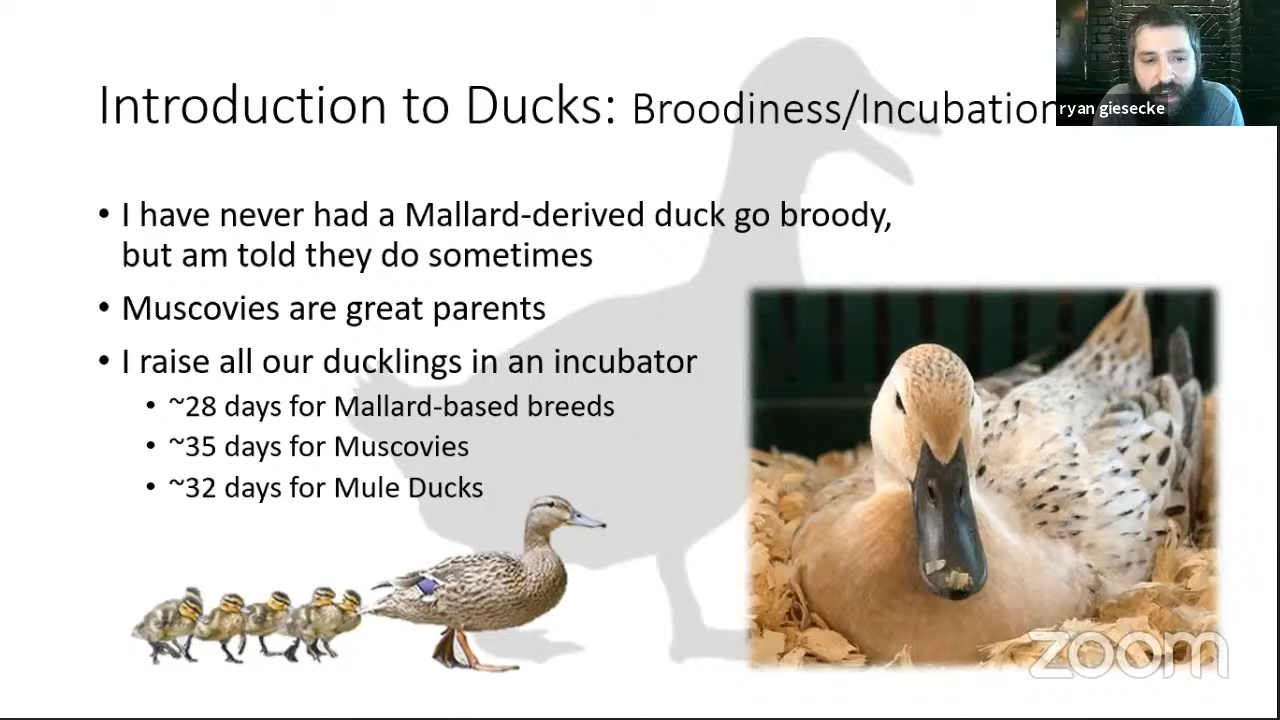 Introduction to Ducks: Broodiness/Incubation
ryan giesecke
• I have never had a Mallard-derived duck go broody,
but am told they do sometimes
• Muscovies are great parents
• I raise all our ducklings in an incubator
• ~28 days for Mallard-based breeds
• ~35 days for Muscovies
• ~32 days for Mule Ducks
zoom